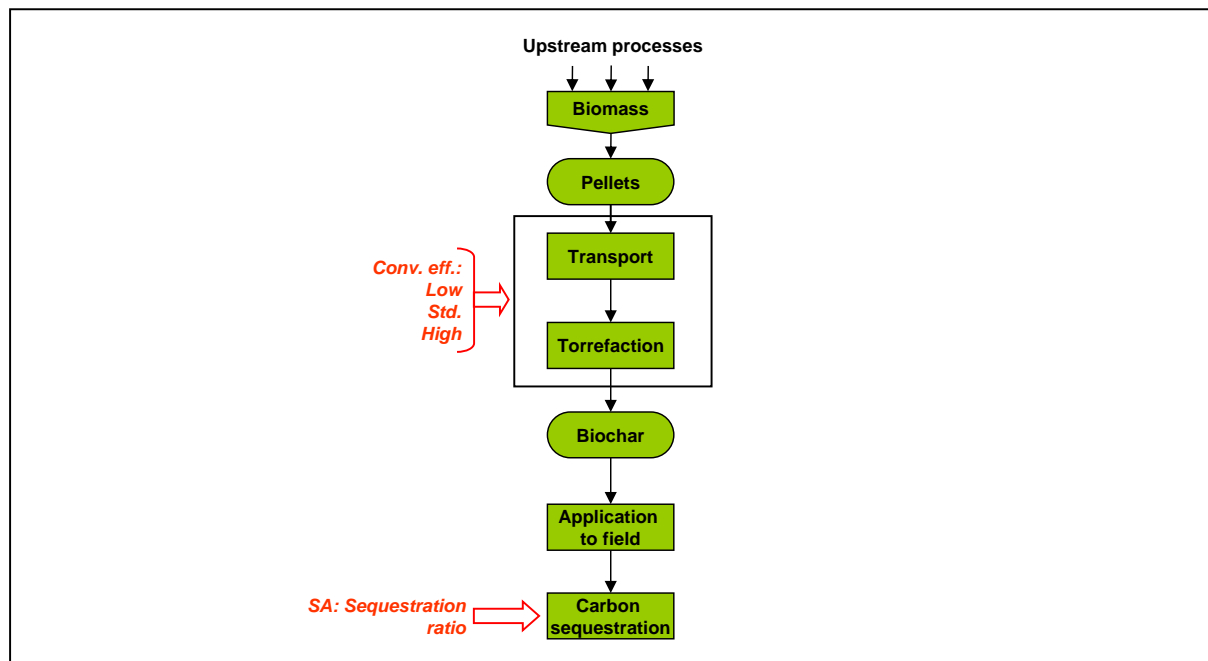 Upstream processes
Biomass
Pellets
Transport
Conv. eff.:
Low
Std.
High
Torrefaction
Biochar
Application
to field
SA: Sequestration
ratio
Carbon
sequestration